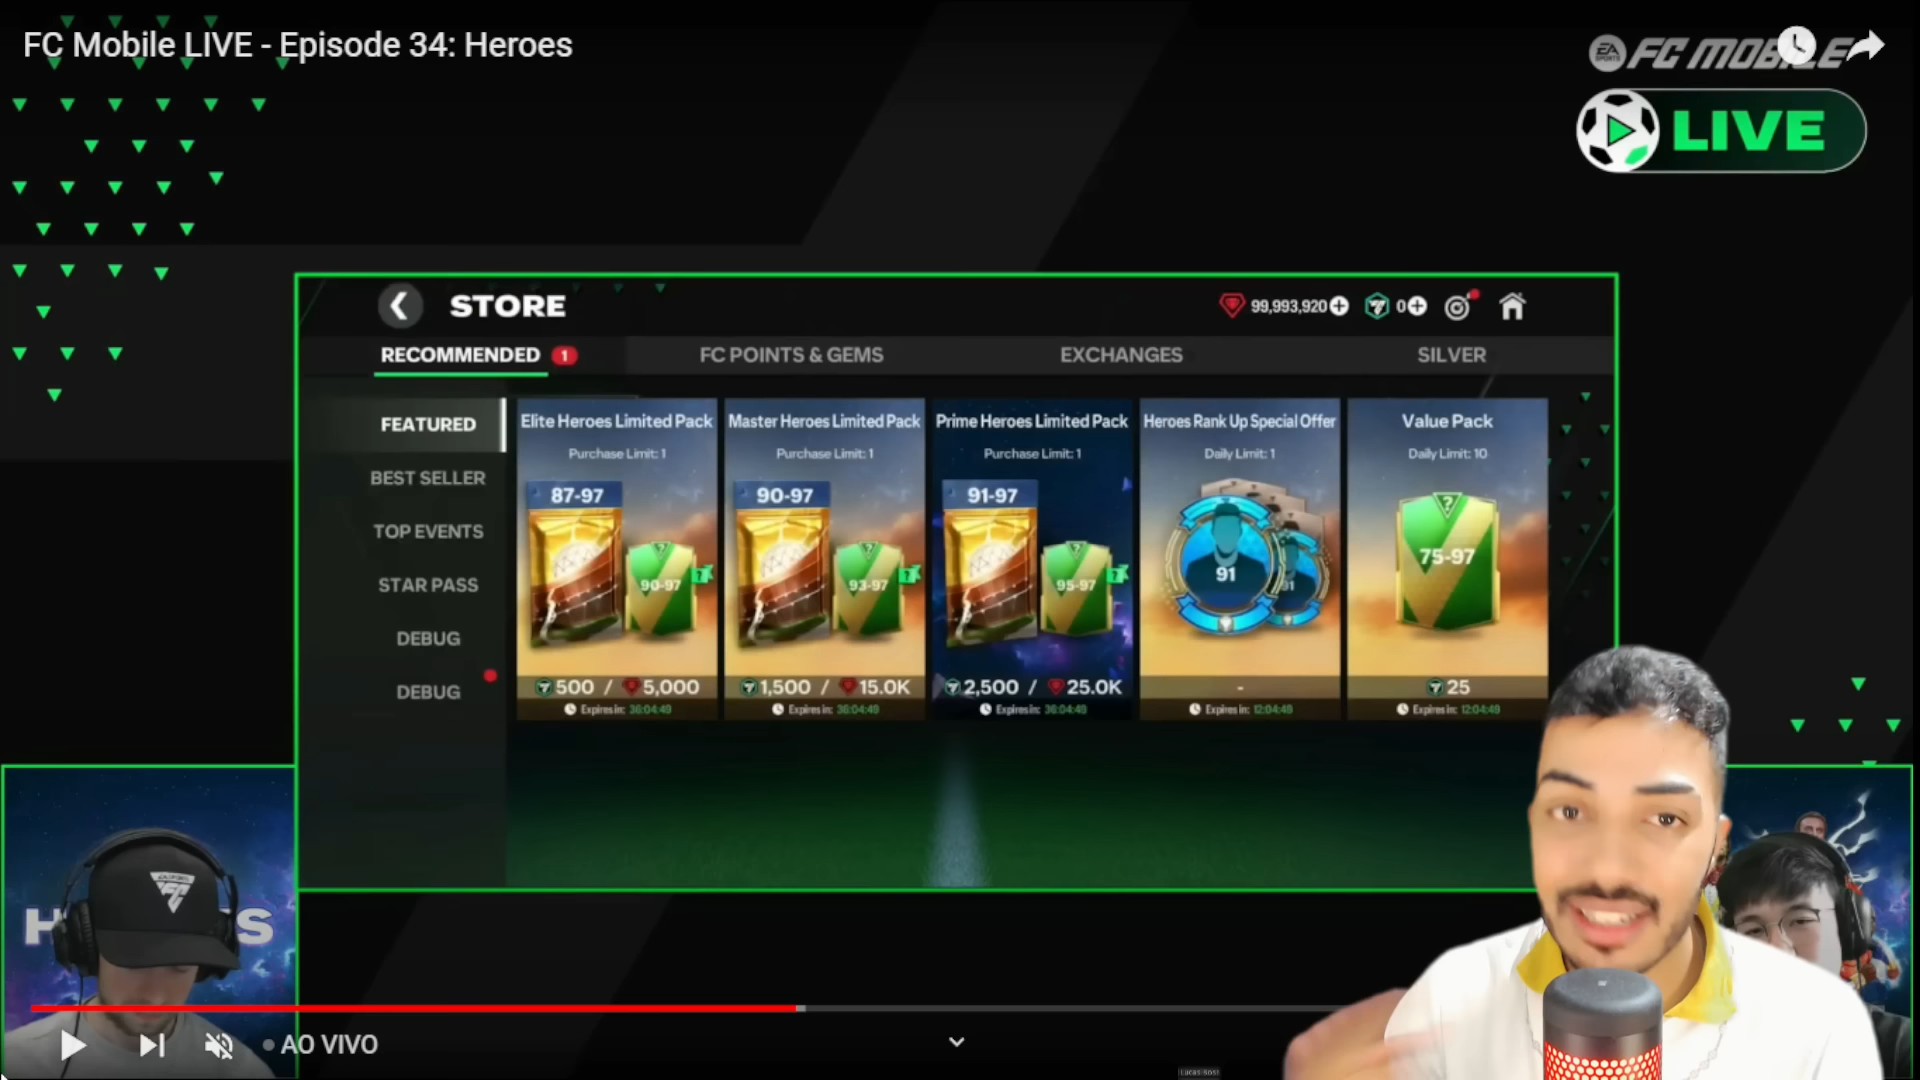 FC Mobile LIVE - Episode 34: Heroes
EA SPORTS FC MOBILE
LIVE
STORE
99,993,920
0
RECOMMENDED 1
FC POINTS & GEMS
EXCHANGES
SILVER
FEATURED
BEST SELLER
TOP EVENTS
STAR PASS
DEBUG
DEBUG
Elite Heroes Limited Pack
Purchase Limit: 1
87-97
90-97
500 / 5,000
Expires in: 36:04:49
Master Heroes Limited Pack
Purchase Limit: 1
90-97
93-97
1,500 / 15.0K
Expires in: 36:04:49
Prime Heroes Limited Pack
Purchase Limit: 1
91-97
95-97
2,500 / 25.0K
Expires in: 36:04:49
Heroes Rank Up Special Offer
Daily Limit: 1
91
91
-
Expires in: 12:04:49
Value Pack
Daily Limit: 10
?
75-97
25
Expires in: 12:04:49
FC
H S
AO VIVO